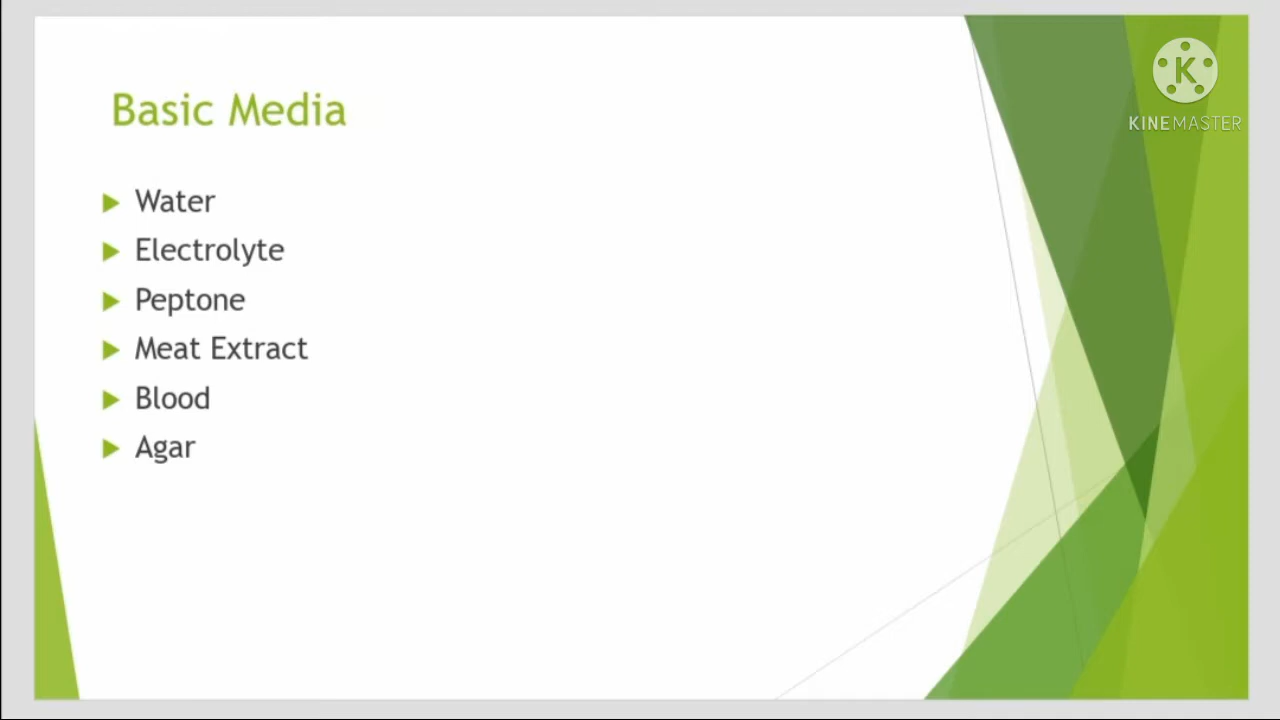 Basic Media
Water
Electrolyte
Peptone
Meat Extract
Blood
Agar
K
KINEMASTER